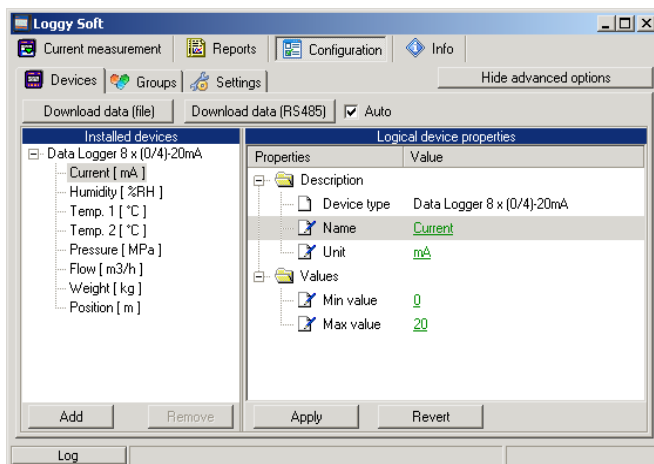 Loggy Soft
Current measurement Reports Configuration Info
Devices Groups Settings Hide advanced options
Download data (file) Download data (RS485) Auto
Installed devices Logical device properties
Data Logger 8 x (0/4)-20mA
Current [ mA ]
Humidity [ %RH ]
Temp. 1 [ °C ]
Temp. 2 [ °C ]
Pressure [ MPa ]
Flow [ m3/h ]
Weight [ kg ]
Position [ m ]
Properties Value
Description
Device type Data Logger 8 x (0/4)-20mA
Name Current
Unit mA
Values
Min value 0
Max value 20
Add Remove Apply Revert
Log